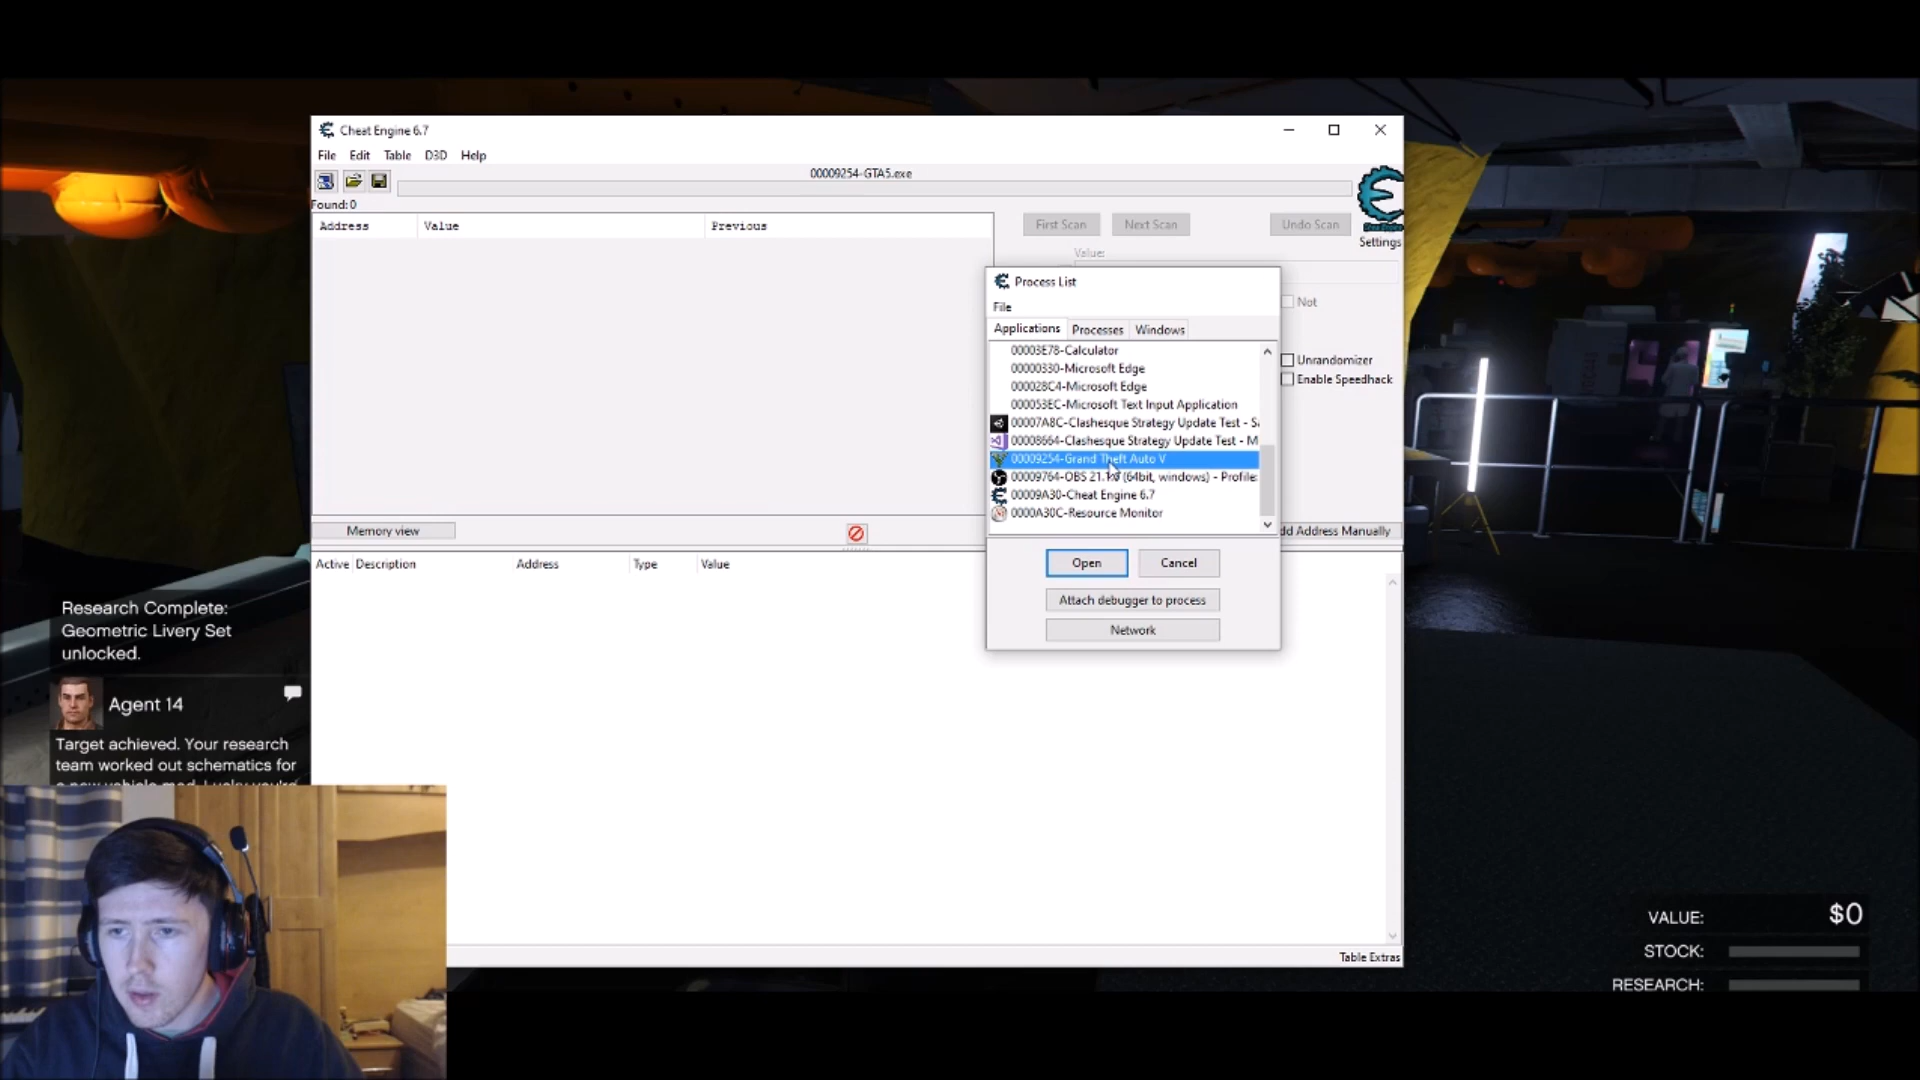 Cheat Engine 6.7
File Edit Table D3D Help
00009254-GTA5.exe
Found: 0
Address Value Previous
First Scan Next Scan Undo Scan
Settings
Value:
Process List
File
Not
Applications Processes Windows
00003E78-Calculator
00000330-Microsoft Edge
000028C4-Microsoft Edge
000053EC-Microsoft Text Input Application
00007A8C-Clashesque Strategy Update Test - S
00008664-Clashesque Strategy Update Test - M
00009254-Grand Theft Auto V
(64bit, windows) - Profile:
00009A30-Cheat Engine 6.7
0000A30C-Resource Monitor
Unrandomizer
Enable Speedhack
Memory view
dd Address Manually
Active Description Address Type Value
Open Cancel
Attach debugger to process
Network
Research Complete:
Geometric Livery Set
unlocked.
Agent 14
Target achieved. Your research
team worked out schematics for
Table Extras
VALUE: $0
STOCK:
RESEARCH: